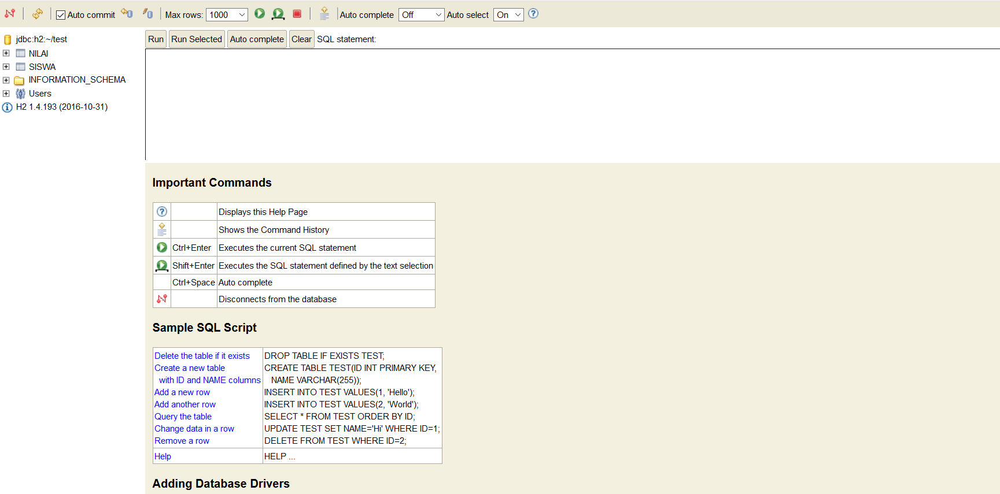 Auto commit Max rows: 1000 Auto complete Off Auto select On
jdbc:h2:~/test
NILAI
SISWA
INFORMATION_SCHEMA
Users
H2 1.4.193 (2016-10-31)
Run Run Selected Auto complete Clear SQL statement:
Important Commands
Displays this Help Page
Shows the Command History
Ctrl+Enter Executes the current SQL statement
Shift+Enter Executes the SQL statement defined by the text selection
Ctrl+Space Auto complete
Disconnects from the database
Sample SQL Script
Delete the table if it exists DROP TABLE IF EXISTS TEST;
Create a new table CREATE TABLE TEST(ID INT PRIMARY KEY,
with ID and NAME columns NAME VARCHAR(255));
Add a new row INSERT INTO TEST VALUES(1, 'Hello');
Add another row INSERT INTO TEST VALUES(2, 'World');
Query the table SELECT * FROM TEST ORDER BY ID;
Change data in a row UPDATE TEST SET NAME='Hi' WHERE ID=1;
Remove a row DELETE FROM TEST WHERE ID=2;
Help HELP ...
Adding Database Drivers